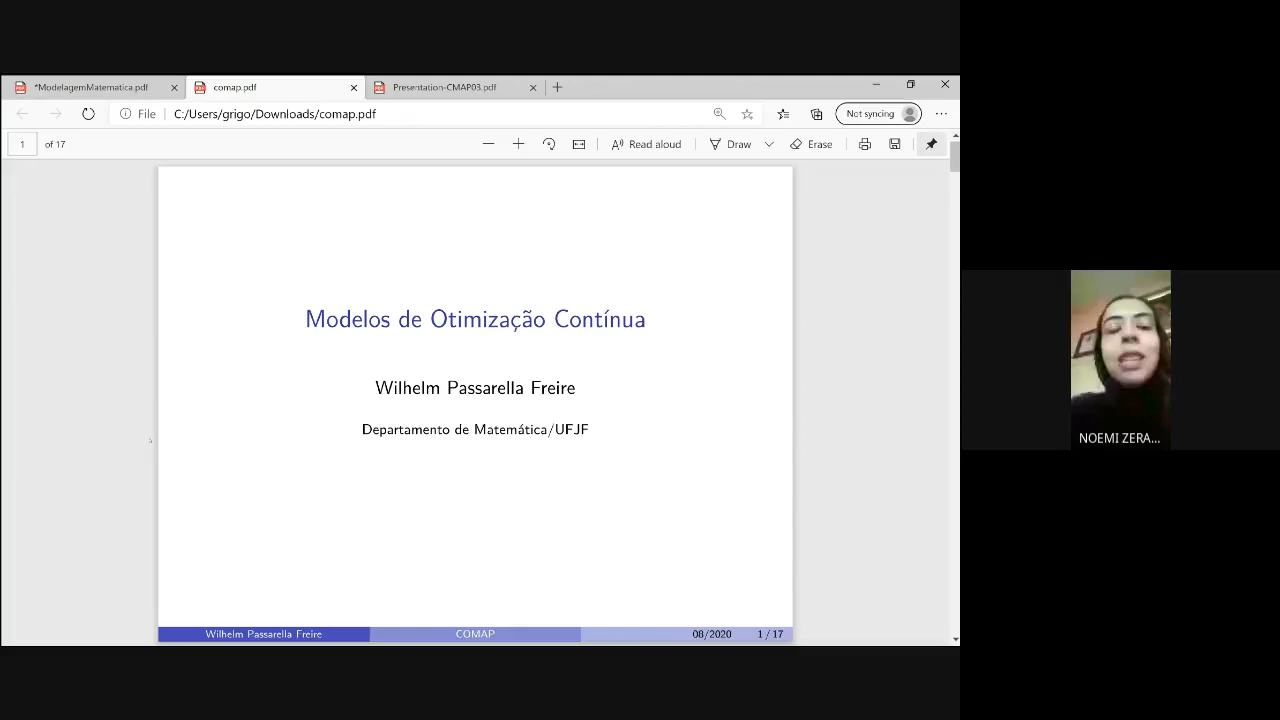 *ModelagemMatematica.pdf
comap.pdf
Presentation-CMAP03.pdf
File
C:/Users/grigo/Downloads/comap.pdf
Not syncing
1 of 17
Read aloud
Draw
Erase
Modelos de Otimização Contínua
Wilhelm Passarella Freire
Departamento de Matemática/UFJF
Wilhelm Passarella Freire
COMAP
08/2020
1 / 17
NOEMI ZERA...